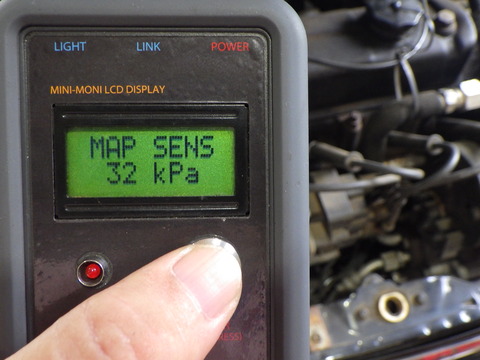 LIGHT LINK POWER
MINI-MONI LCD DISPLAY
MAP SENS
32 kPa